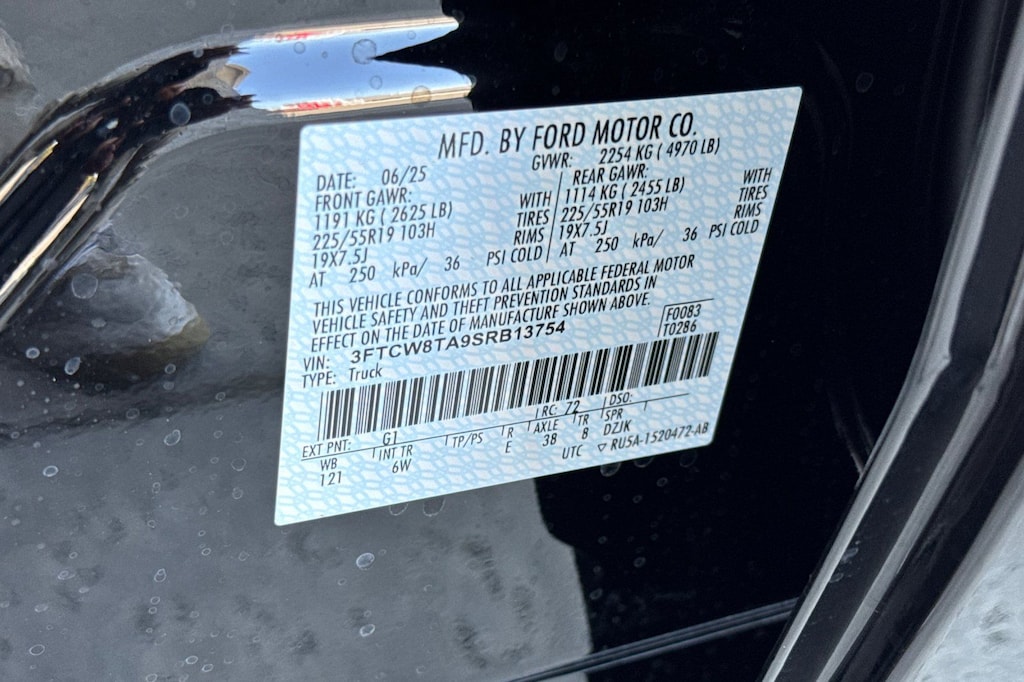 MFD. BY FORD MOTOR CO.
DATE: 06/25 GVWR: 2254 KG ( 4970 LB)
FRONT GAWR: REAR GAWR:
1191 KG ( 2625 LB) WITH 1114 KG ( 2455 LB) WITH
225/55R19 103H TIRES 225/55R19 103H TIRES
19X7.5J RIMS 19X7.5J RIMS
AT 250 kPa/ 36 PSI COLD AT 250 kPa/ 36 PSI COLD
THIS VEHICLE CONFORMS TO ALL APPLICABLE FEDERAL MOTOR
VEHICLE SAFETY AND THEFT PREVENTION STANDARDS IN
EFFECT ON THE DATE OF MANUFACTURE SHOWN ABOVE.
F0083
VIN: 3FTCW8TA9SRB13754 T0286
TYPE: Truck
EXT PNT: G1 RC: 72 DSO:
WB INT TR TP/PS R AXLE TR SPR
121 6W E 38 8 DZJK
UTC ▽ RU5A-1520472-AB